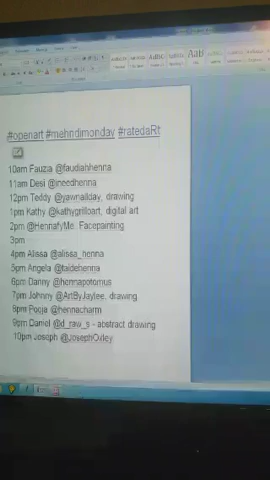 #openart #mehndimonday #ratedaRt
10am Fauzia @faudiahhenna
11am Desi @ineedhenna
12pm Teddy @yawnallday, drawing
1pm Kathy @kathygrilloart, digital art
2pm @HennafyMe. Facepainting
3pm
4pm Alissa @alissa_henna
5pm Angela @taidehenna
6pm Danny @hennapotomus
7pm Johnny @ArtByJaylee, drawing
8pm Pooja @hennacharm
9pm Daniel @d_raw_s - abstract drawing
10pm Joseph @JosephOxley